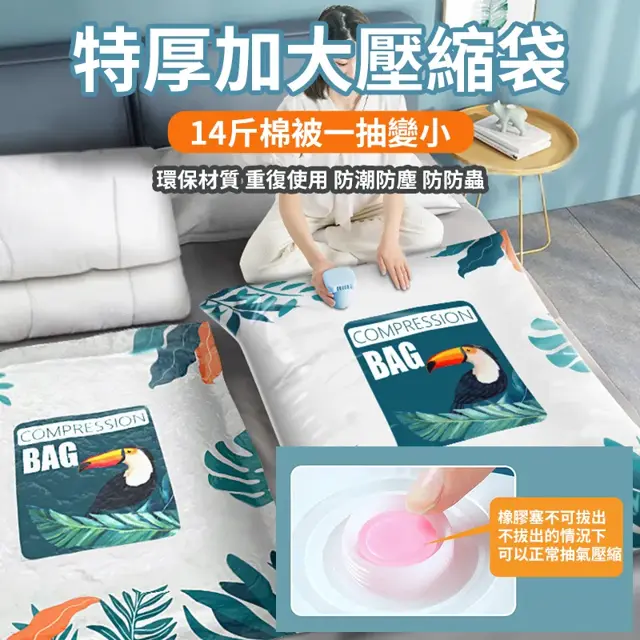 特厚加大壓縮袋
14斤棉被一抽變小
環保材質 重復使用 防潮防塵 防防蟲
COMPRESSION
BAG
COMPRESSION
BAG
橡膠塞不可拔出
不拔出的情況下
可以正常抽氣壓縮